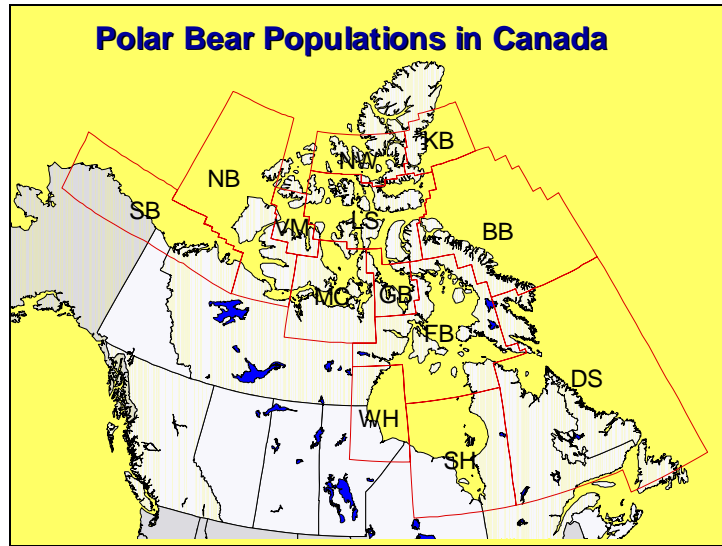 Polar Bear Populations in Canada
KB
NW
NB
SB
VM
LS
BB
MC
GB
FB
DS
WH
SH